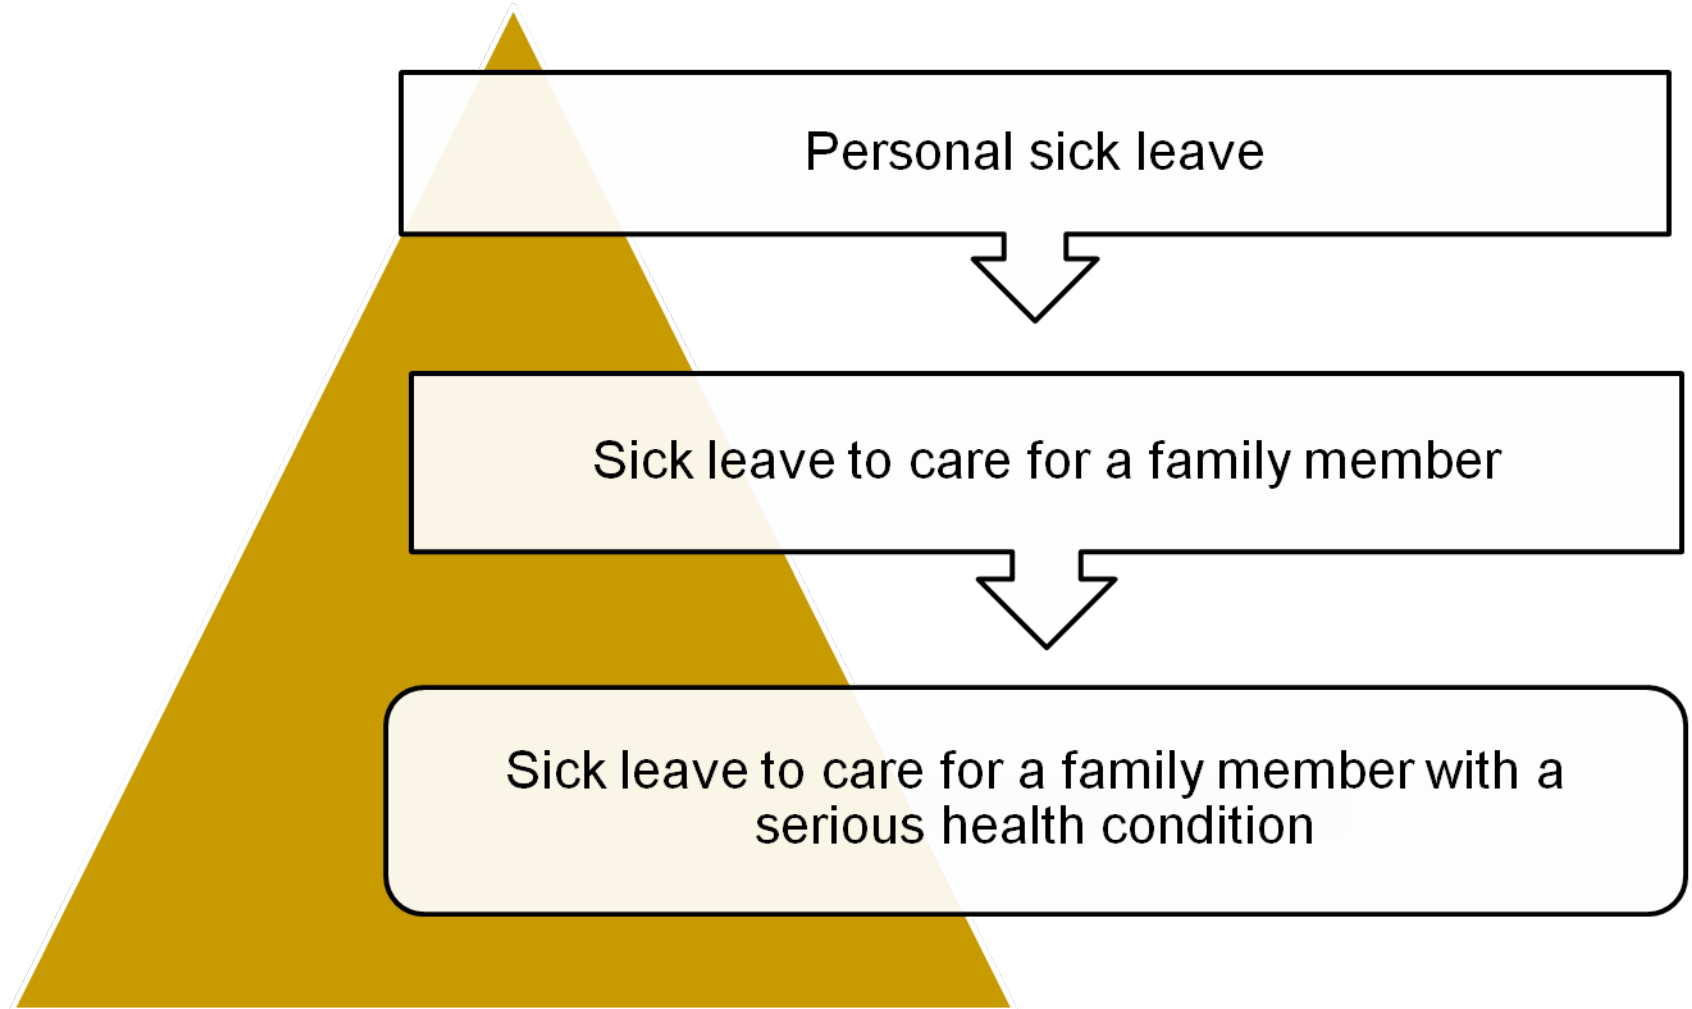 Personal sick leave
Sick leave to care for a family member
Sick leave to care for a family member with a
serious health condition